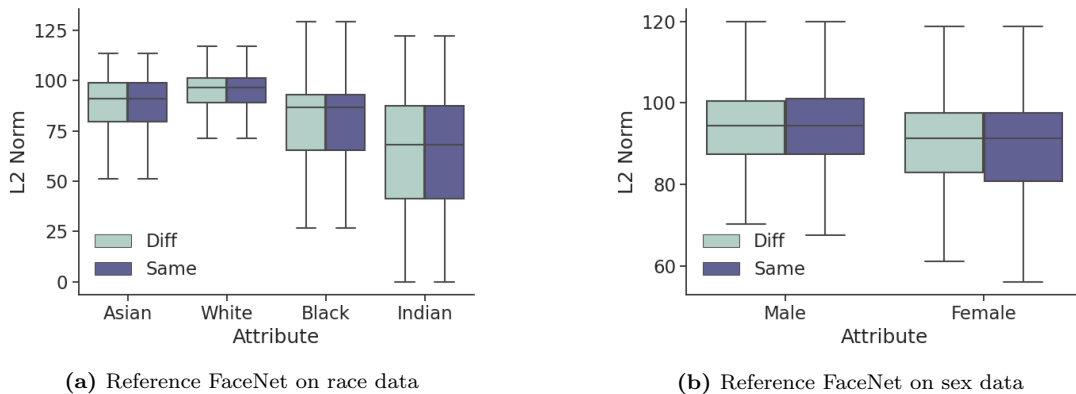 125
100
75
50
25
0
L2 Norm
Diff
Same
Asian White Black Indian
Attribute
(a) Reference FaceNet on race data
120
100
80
60
L2 Norm
Diff
Same
Male Female
Attribute
(b) Reference FaceNet on sex data